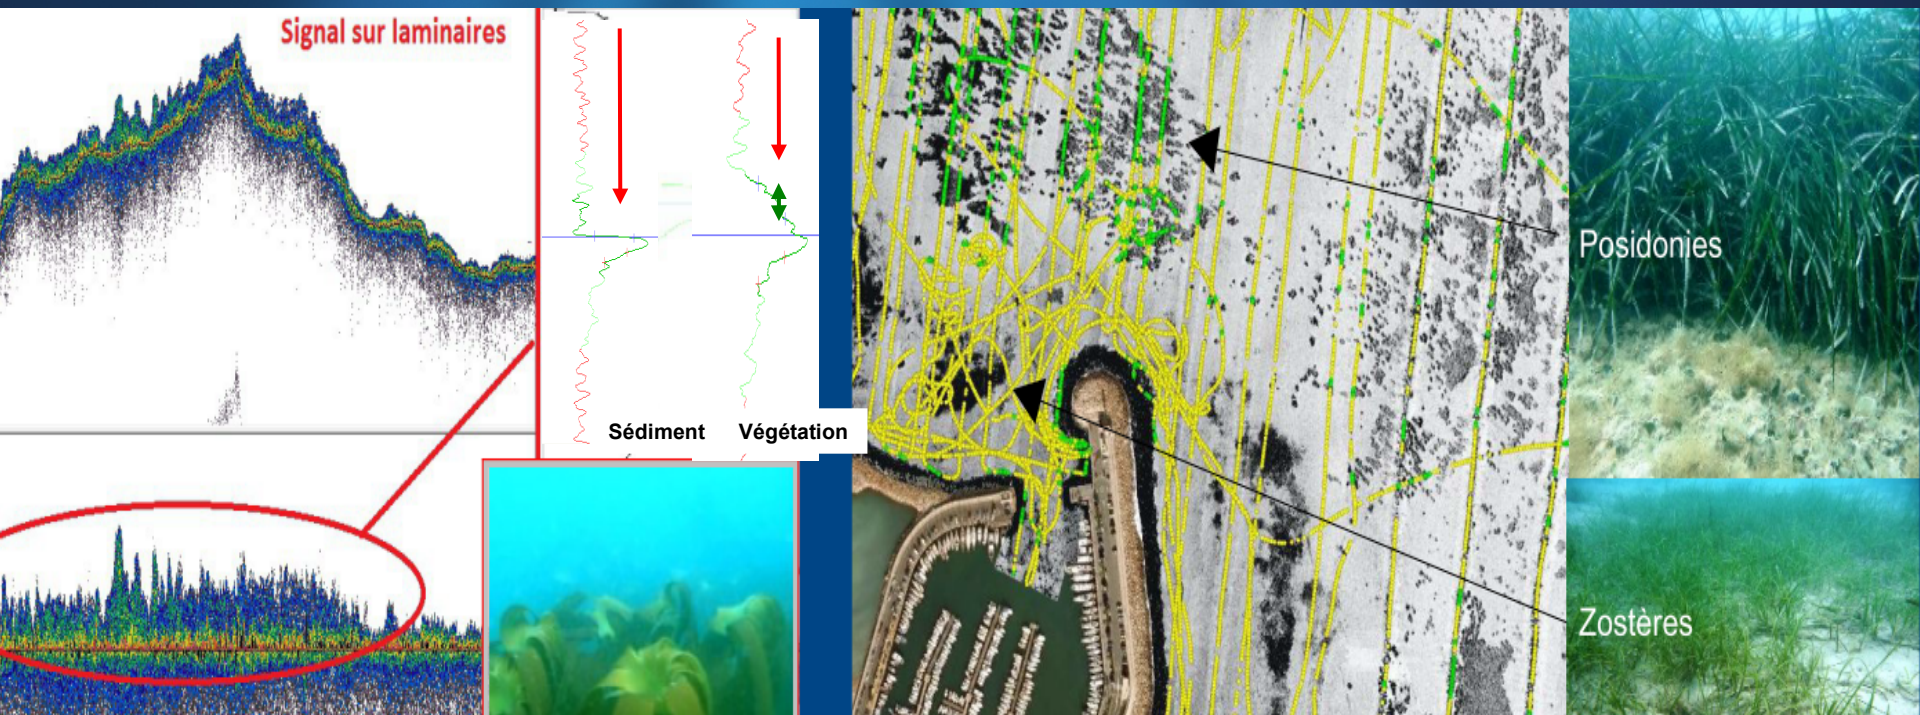 Signal sur laminaires
Sédiment
Végétation
Posidonies
Zostères